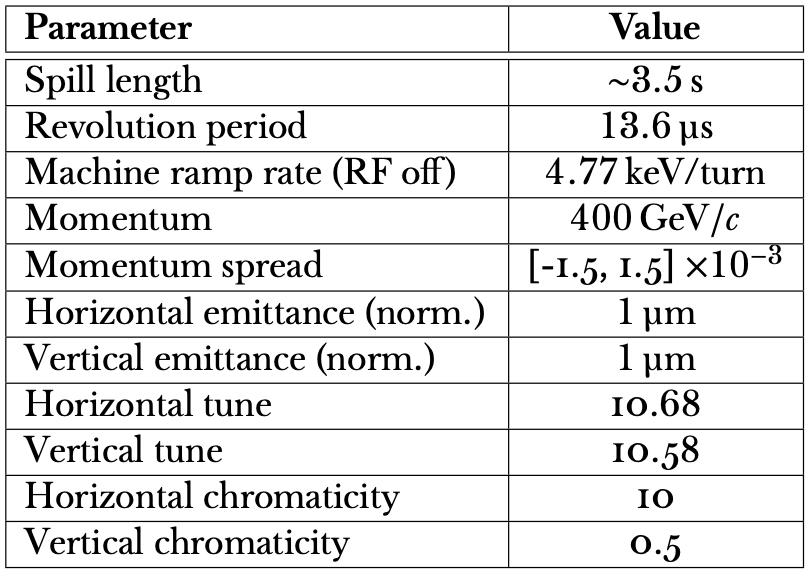 Parameter Value
Spill length ~3.5 s
Revolution period 13.6 µs
Machine ramp rate (RF off) 4.77 keV/turn
Momentum 400 GeV/c
Momentum spread [-1.5, 1.5] ×10⁻³
Horizontal emittance (norm.) 1 µm
Vertical emittance (norm.) 1 µm
Horizontal tune 10.68
Vertical tune 10.58
Horizontal chromaticity 10
Vertical chromaticity 0.5